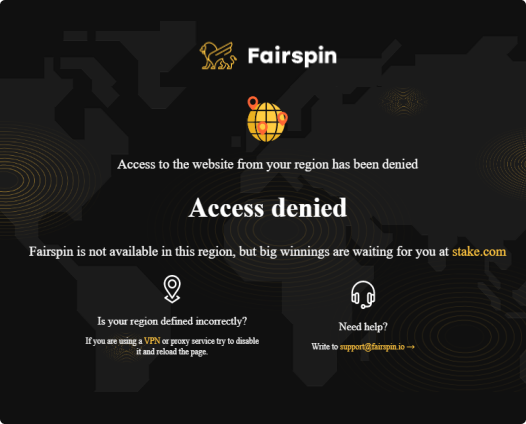 Fairspin
Access to the website from your region has been denied
Access denied
Fairspin is not available in this region, but big winnings are waiting for you at stake.com
Is your region defined incorrectly?
If you are using a VPN or proxy service try to disable
it and reload the page.
Need help?
Write to support@fairspin.io →